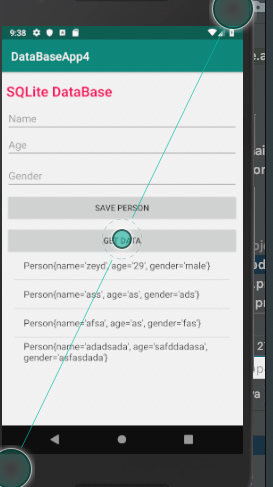 9:38
DataBaseApp4
SQLite DataBase
Name
Age
Gender
SAVE PERSON
GET DATA
Person{name='zeyd', age='29', gender='male'}
Person{name='ass', age='as', gender='ads'}
Person{name='afsa', age='as', gender='fas'}
Person{name='adadsada', age='safddadasa',
gender='asfasdada'}